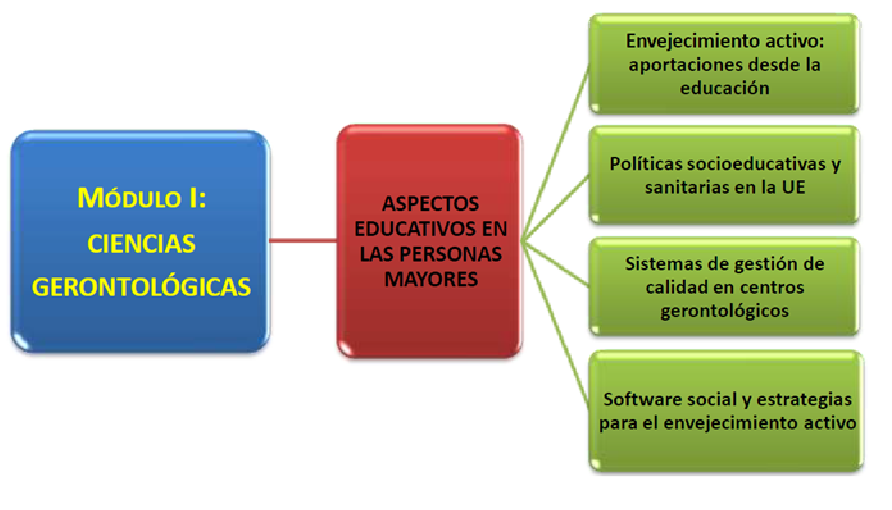 MÓDULO I:
CIENCIAS
GERONTOLÓGICAS
ASPECTOS
EDUCATIVOS EN
LAS PERSONAS
MAYORES
Envejecimiento activo:
aportaciones desde la
educación
Políticas socioeducativas y
sanitarias en la UE
Sistemas de gestión de
calidad en centros
gerontológicos
Software social y estrategias
para el envejecimiento activo